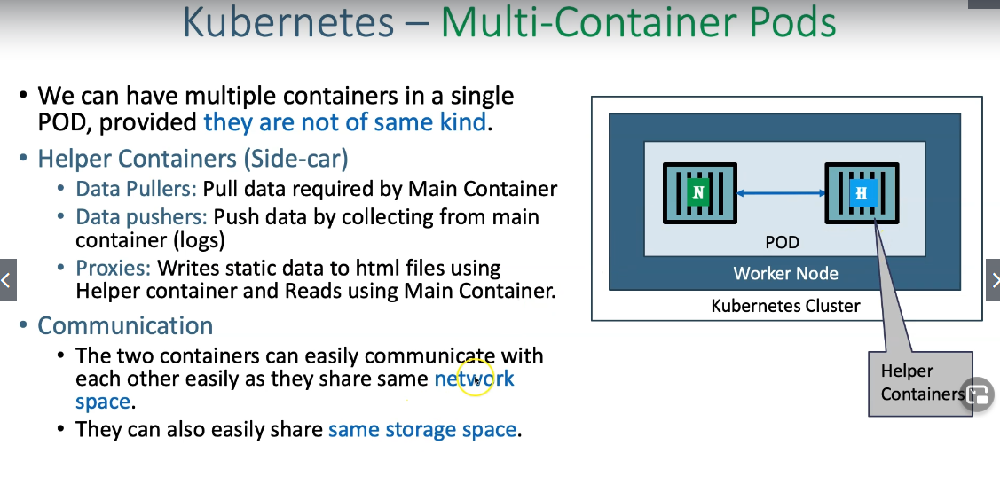 Kubernetes – Multi-Container Pods
• We can have multiple containers in a single
POD, provided they are not of same kind.
• Helper Containers (Side-car)
• Data Pullers: Pull data required by Main Container
• Data pushers: Push data by collecting from main
container (logs)
• Proxies: Writes static data to html files using
Helper container and Reads using Main Container.
• Communication
• The two containers can easily communicate with
each other easily as they share same network
space.
• They can also easily share same storage space.
N
H
POD
Worker Node
Kubernetes Cluster
Helper
Containers